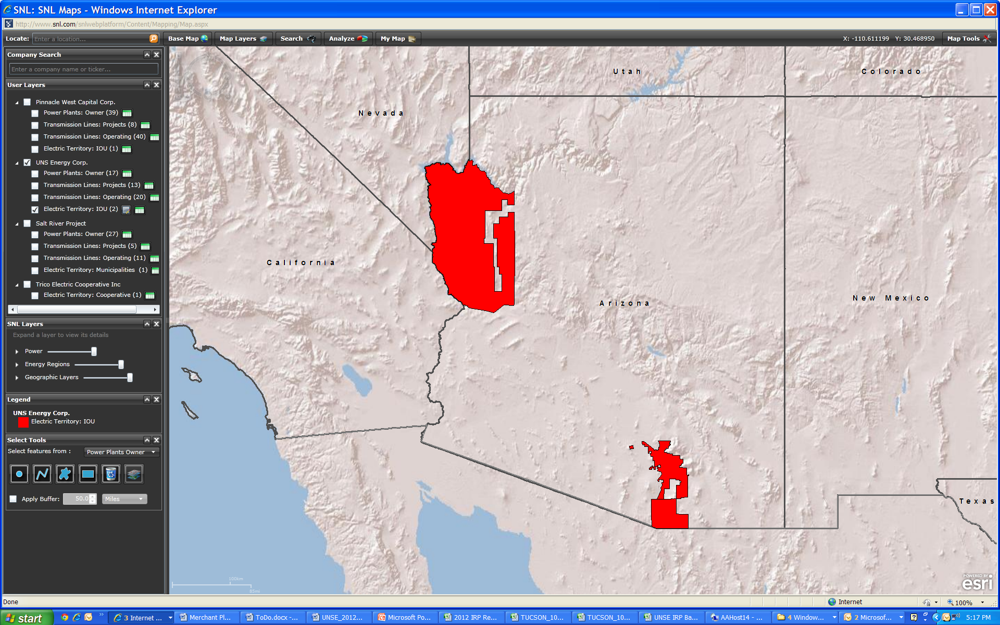 SNL: SNL Maps - Windows Internet Explorer
http://www.snl.com/snlwebplatform/Content/Mapping/Map.aspx
Locate: Enter a location... Base Map Map Layers Search Analyze My Map X: -110.611199 Y: 30.468950 Map Tools
Company Search
Enter a company name or ticker...
User Layers
Pinnacle West Capital Corp.
Power Plants: Owner (39)
Transmission Lines: Projects (8)
Transmission Lines: Operating (40)
Electric Territory: IOU (1)
UNS Energy Corp.
Power Plants: Owner (17)
Transmission Lines: Projects (13)
Transmission Lines: Operating (20)
Electric Territory: IOU (2)
Salt River Project
Power Plants: Owner (27)
Transmission Lines: Projects (5)
Transmission Lines: Operating (11)
Electric Territory: Municipalities (1)
Trico Electric Cooperative Inc
Electric Territory: Cooperative (1)
SNL Layers
Expand a layer to view its details
Power
Energy Regions
Geographic Layers
Legend
UNS Energy Corp.
Electric Territory: IOU
Select Tools
Select features from : Power Plants Owner
Apply Buffer: 50.0 Miles
Utah
Colorado
Nevada
California
Arizona
New Mexico
Texas
100km
85mi
POWERED BY
esri
Done
Internet
100%
start
3 Internet ...
Merchant Pl...
ToDo.docx -...
UNSE_2012...
Microsoft Po...
2012 IRP Re...
TUCSON_10...
TUCSON_10...
UNSE IRP Ba...
AAHost14 - ...
4 Window...
2 Microsof...
5:17 PM